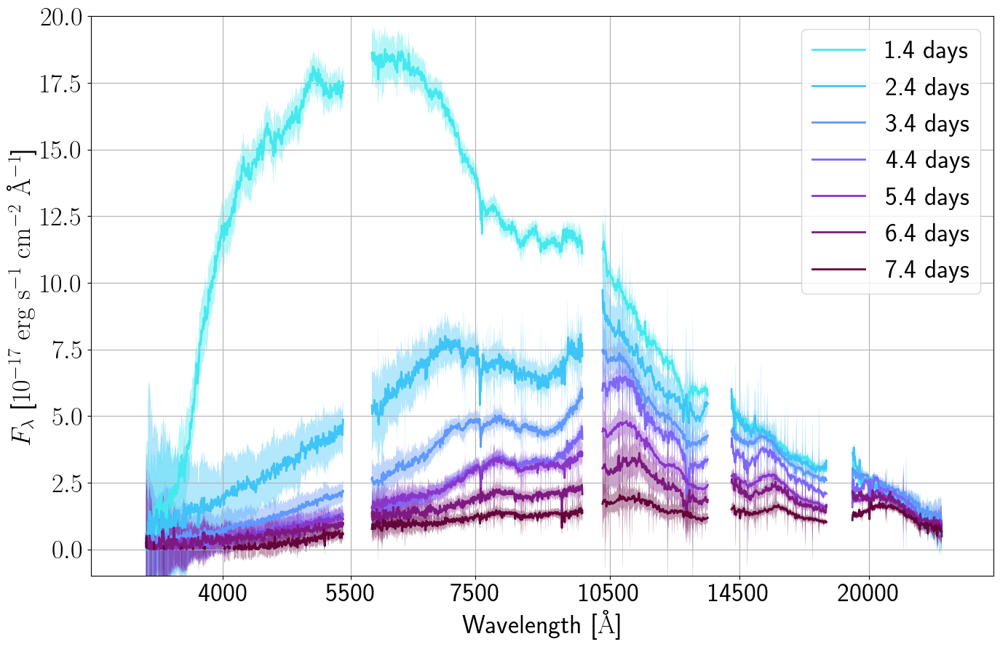 20.0
17.5
15.0
12.5
10.0
7.5
5.0
2.5
0.0
F_λ [10⁻¹⁷ erg s⁻¹ cm⁻² Å⁻¹]
1.4 days
2.4 days
3.4 days
4.4 days
5.4 days
6.4 days
7.4 days
4000 5500 7500 10500 14500 20000
Wavelength [Å]